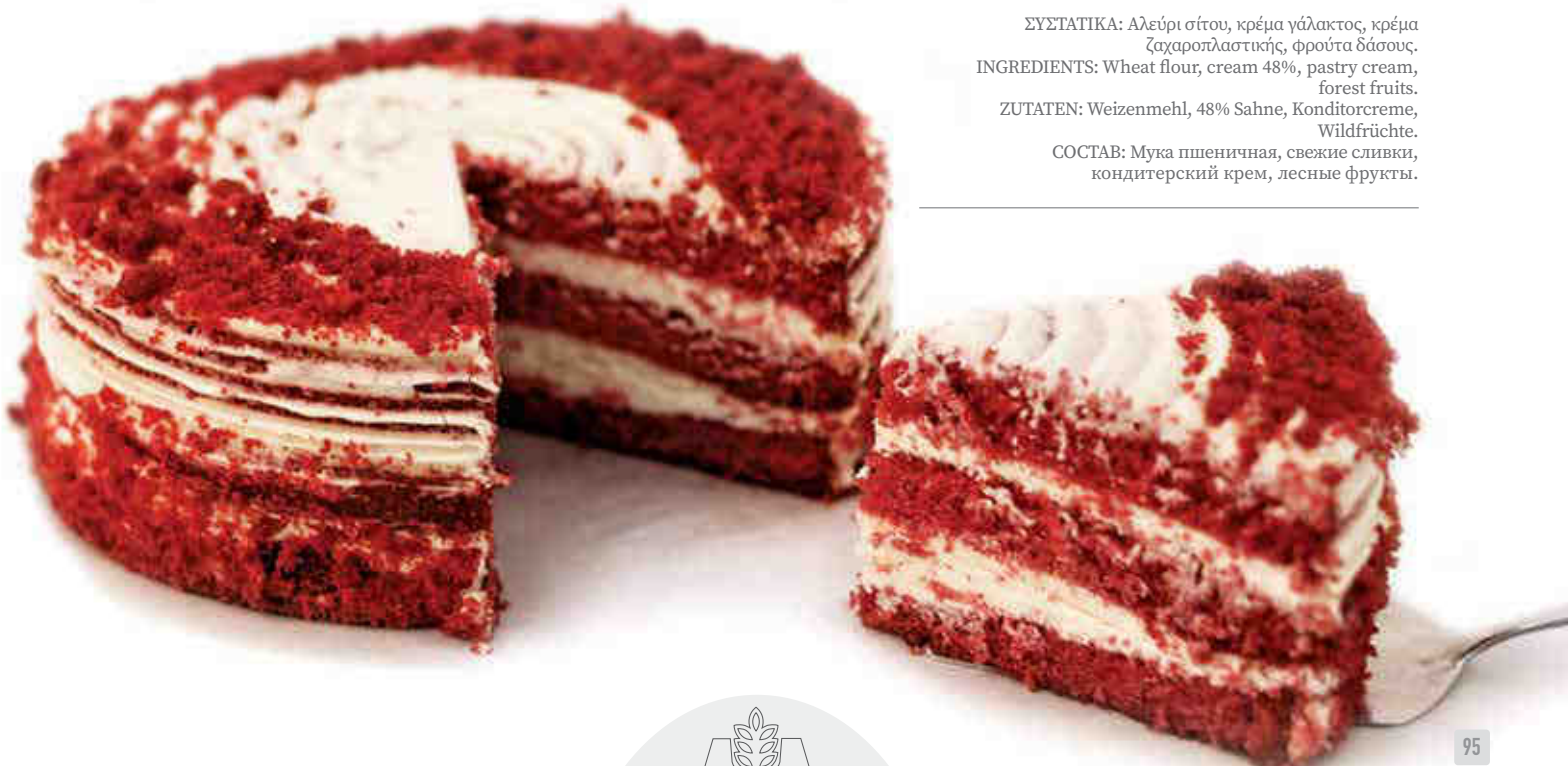 ΣΥΣΤΑΤΙΚΑ: Αλεύρι σίτου, κρέμα γάλακτος, κρέμα
ζαχαροπλαστικής, φρούτα δάσους.
INGREDIENTS: Wheat flour, cream 48%, pastry cream,
forest fruits.
ZUTATEN: Weizenmehl, 48% Sahne, Konditorcreme,
Wildfrüchte.
СОСТАВ: Мука пшеничная, свежие сливки,
кондитерский крем, лесные фрукты.
95